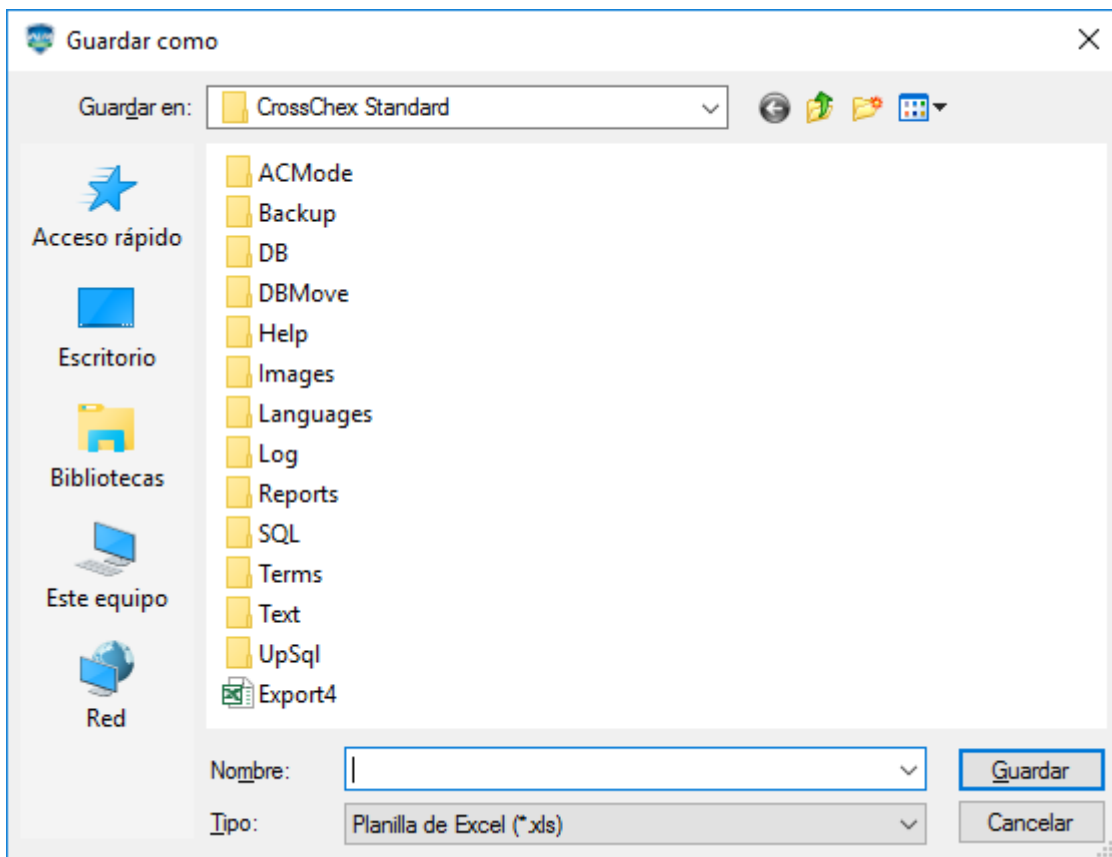 Guardar como
Guardar en:
CrossChex Standard
Acceso rápido
Escritorio
Bibliotecas
Este equipo
Red
ACMode
Backup
DB
DBMove
Help
Images
Languages
Log
Reports
SQL
Terms
Text
UpSql
Export4
Nombre:
Guardar
Tipo:
Planilla de Excel (*.xls)
Cancelar